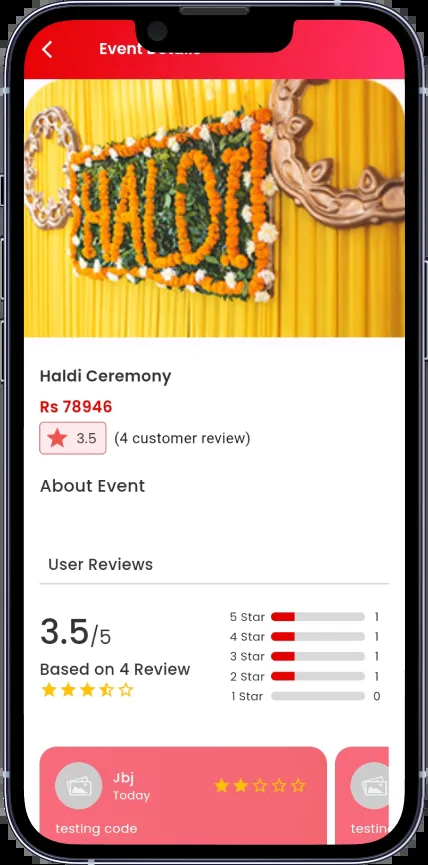 Event Details
HALDI
Haldi Ceremony
Rs 78946
3.5 (4 customer review)
About Event
User Reviews
3.5/5
Based on 4 Review
5 Star 1
4 Star 1
3 Star 1
2 Star 1
1 Star 0
Jbj
Today
testing code
testin